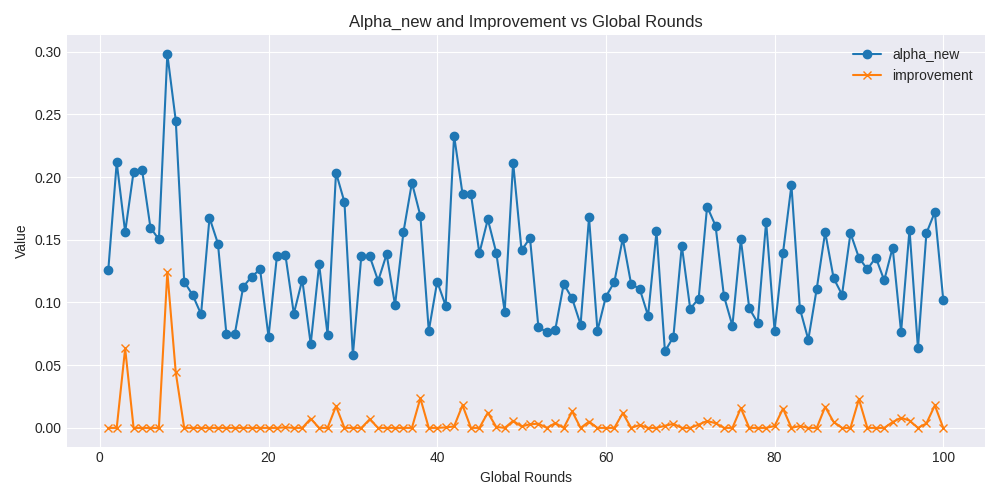 Alpha_new and Improvement vs Global Rounds
alpha_new
improvement
Value
0.30
0.25
0.20
0.15
0.10
0.05
0.00
0
20
40
60
80
100
Global Rounds